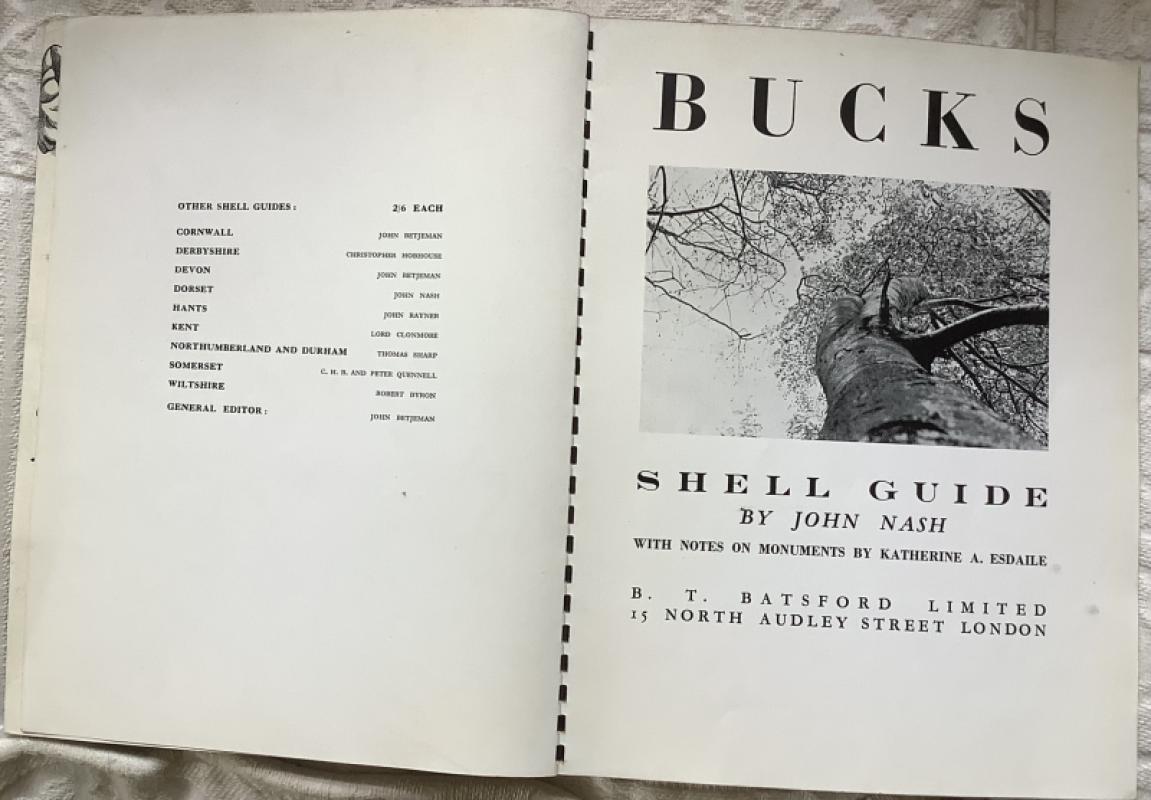 OTHER SHELL GUIDES: 2/6 EACH
CORNWALL JOHN BETJEMAN
DERBYSHIRE CHRISTOPHER HOBHOUSE
DEVON JOHN BETJEMAN
DORSET JOHN NASH
HANTS JOHN RAYNER
KENT LORD CLONMORE
NORTHUMBERLAND AND DURHAM THOMAS SHARP
SOMERSET C. H. B. AND PETER QUENNELL
WILTSHIRE ROBERT BYRON
GENERAL EDITOR: JOHN BETJEMAN
BUCKS
SHELL GUIDE
BY JOHN NASH
WITH NOTES ON MONUMENTS BY KATHERINE A. ESDAILE
B. T. BATSFORD LIMITED
15 NORTH AUDLEY STREET LONDON